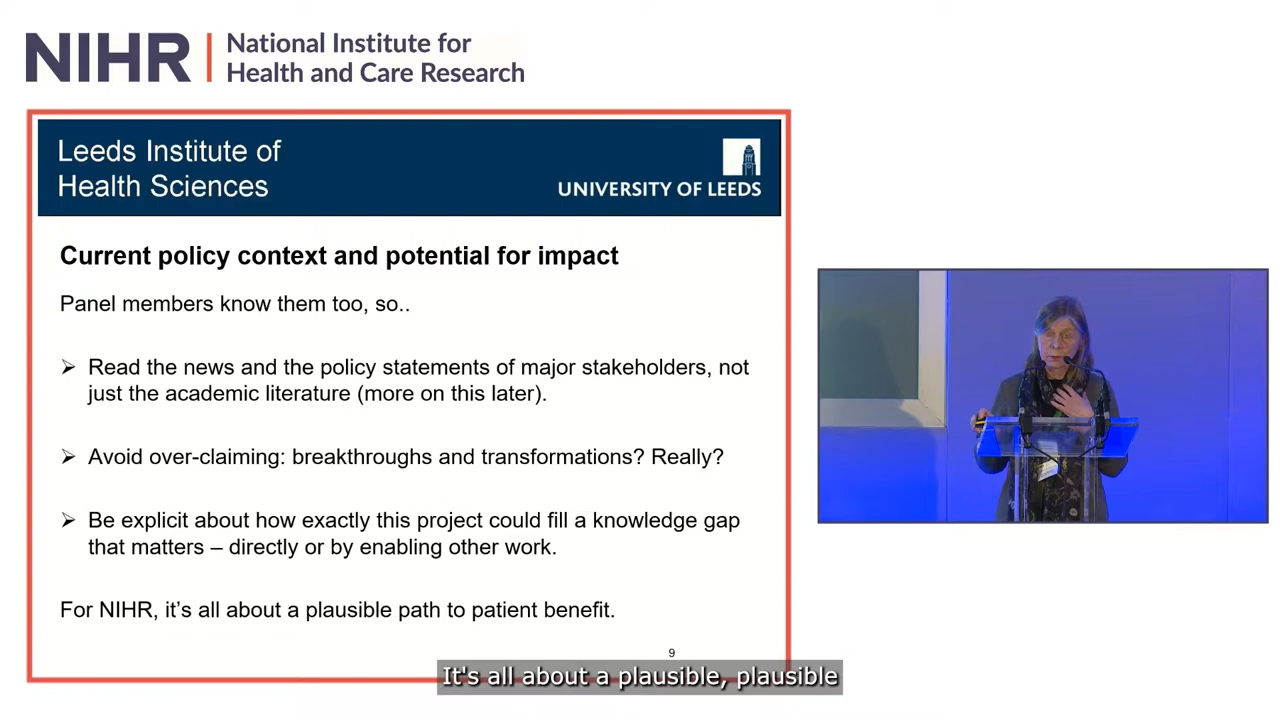 NIHR | National Institute for
Health and Care Research
Leeds Institute of
Health Sciences
UNIVERSITY OF LEEDS
Current policy context and potential for impact
Panel members know them too, so..
➢ Read the news and the policy statements of major stakeholders, not
just the academic literature (more on this later).
➢ Avoid over-claiming: breakthroughs and transformations? Really?
➢ Be explicit about how exactly this project could fill a knowledge gap
that matters – directly or by enabling other work.
For NIHR, it's all about a plausible path to patient benefit.
9
It's all about a plausible, plausible